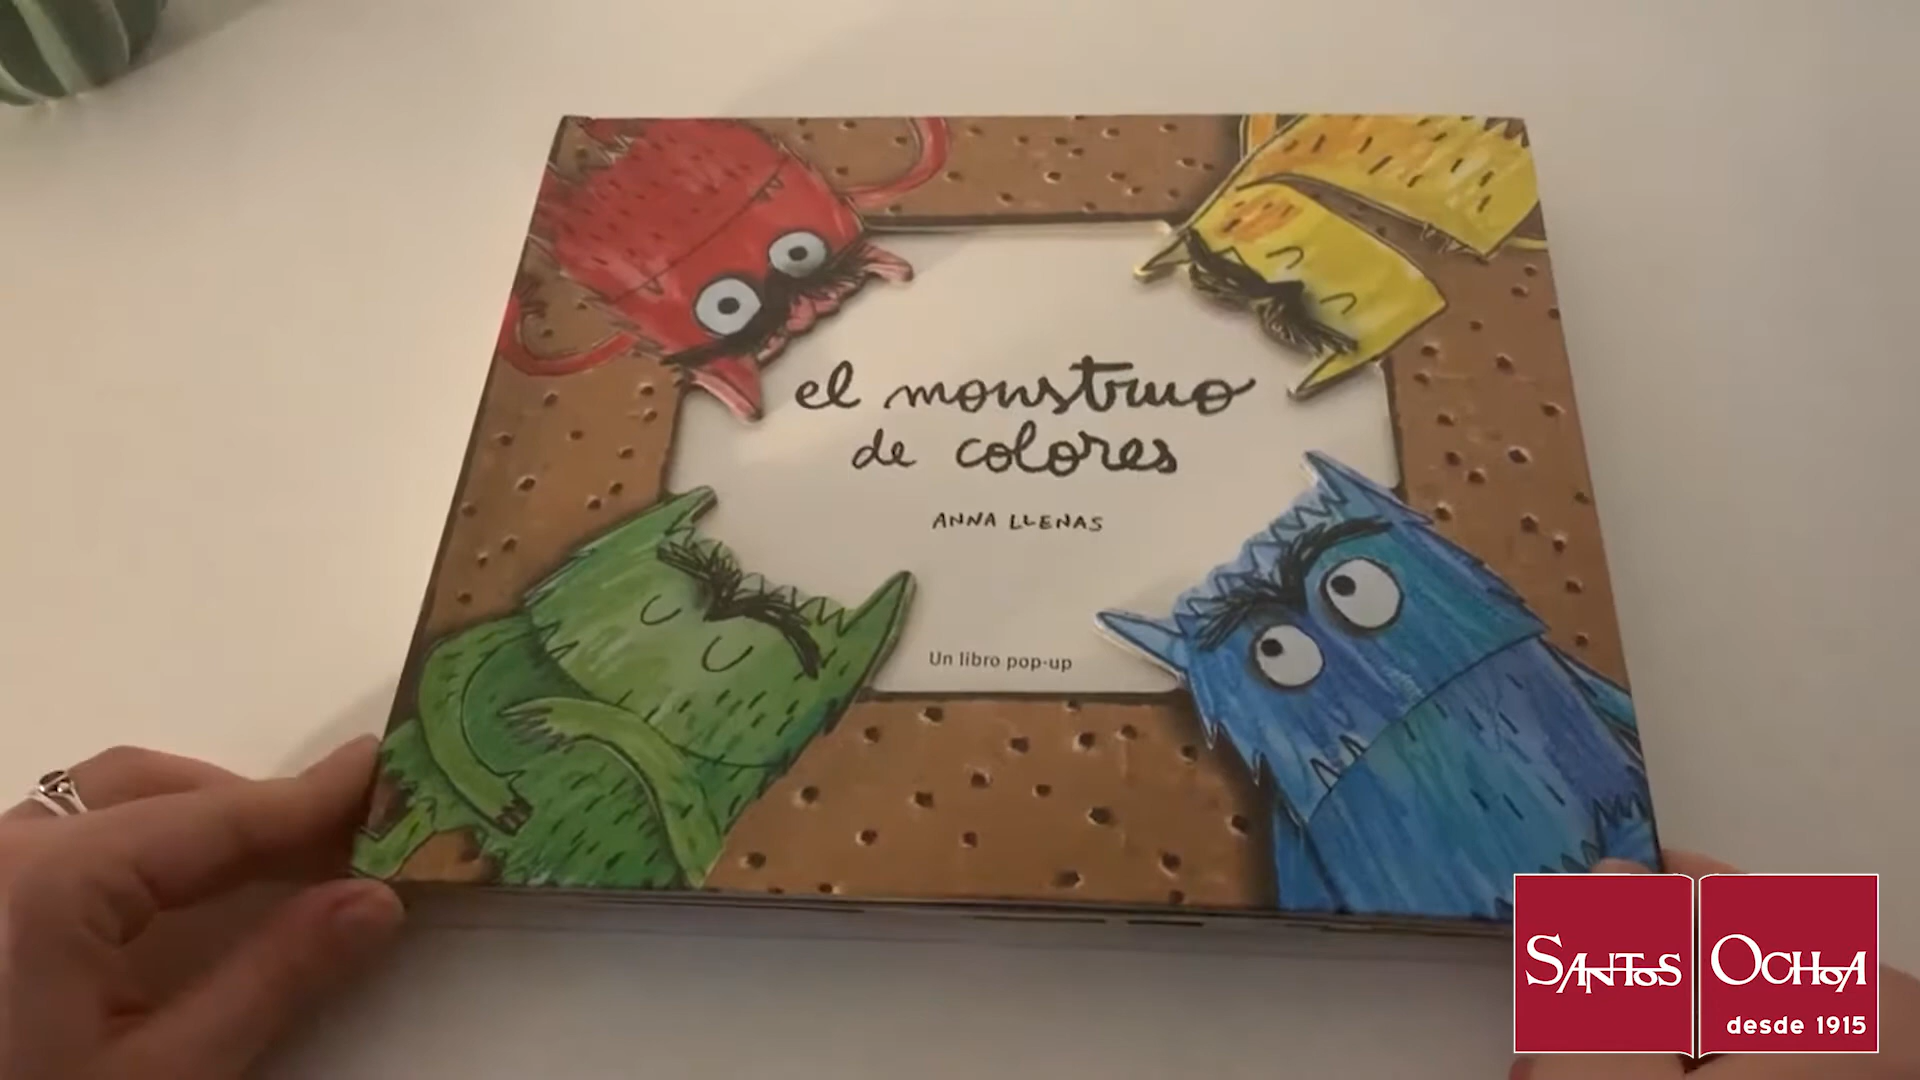 el monstruo
de colores
ANNA LLENAS
Un libro pop-up
SANTOS OCHOA
desde 1915